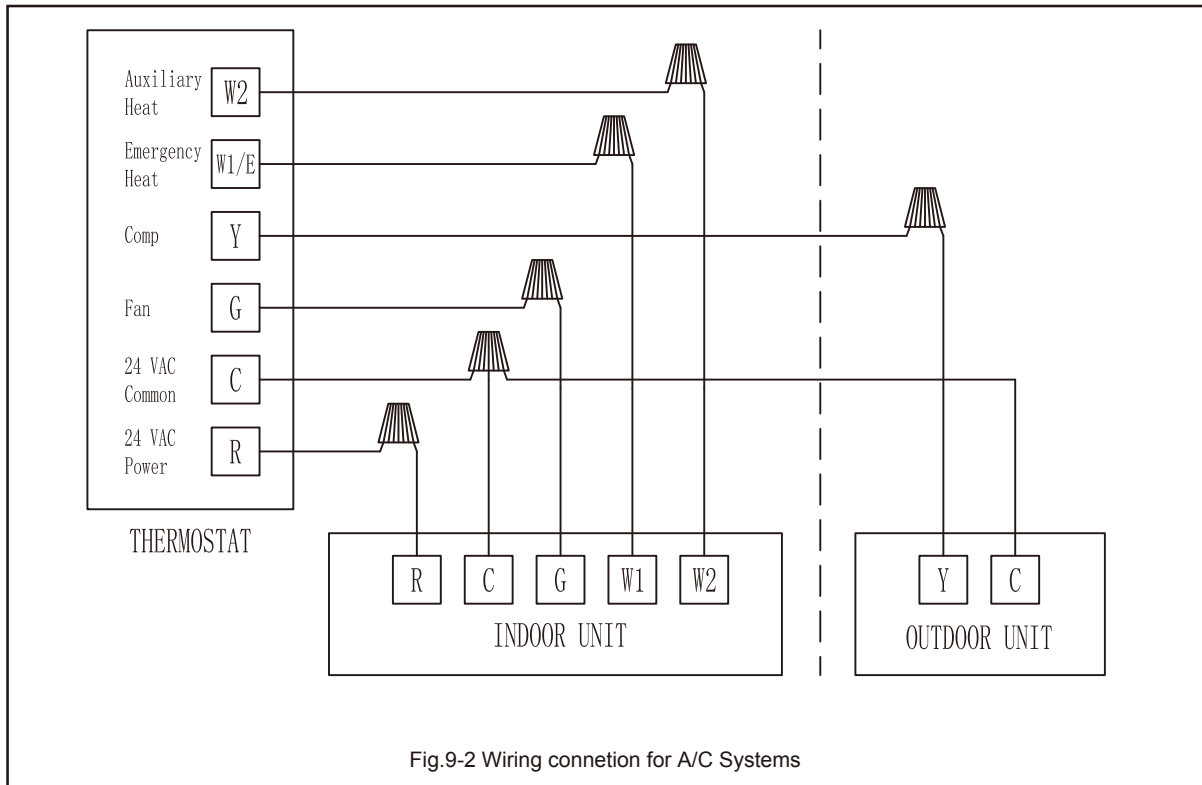 Auxiliary
Heat
W2
Emergency
Heat
W1/E
Comp
Y
Fan
G
24 VAC
Common
C
24 VAC
Power
R
THERMOSTAT
R C G W1 W2
INDOOR UNIT
Y C
OUTDOOR UNIT
Fig.9-2 Wiring connetion for A/C Systems